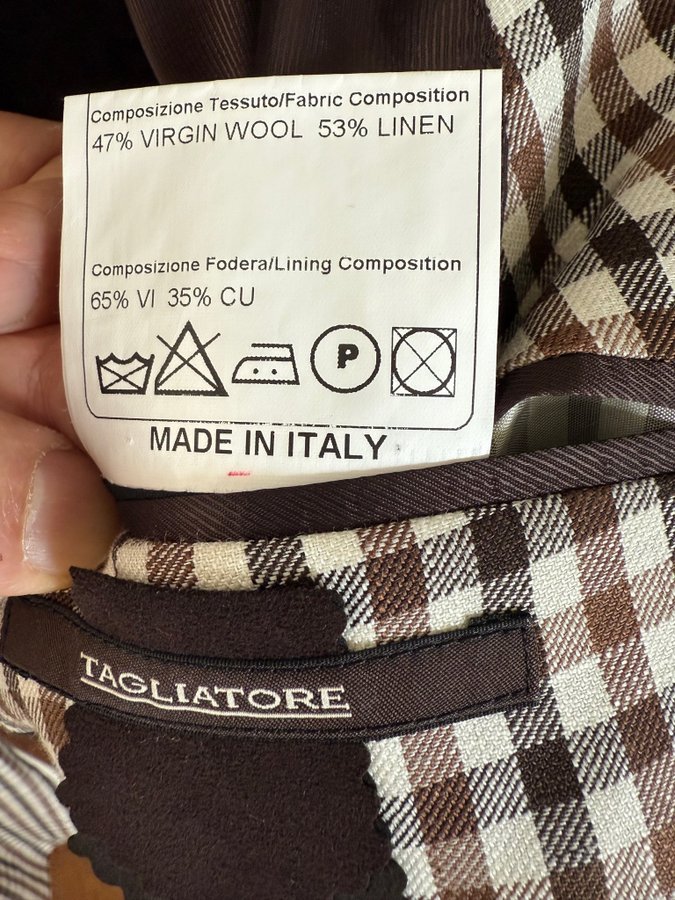 Composizione Tessuto/Fabric Composition
47% VIRGIN WOOL 53% LINEN
Composizione Fodera/Lining Composition
65% VI 35% CU
P
MADE IN ITALY
TAGLIATORE